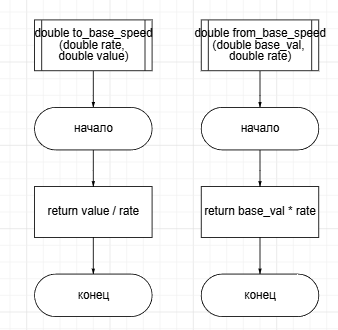 double to_base_speed
(double rate,
double value)
начало
return value / rate
конец
double from_base_speed
(double base_val,
double rate)
начало
return base_val * rate
конец